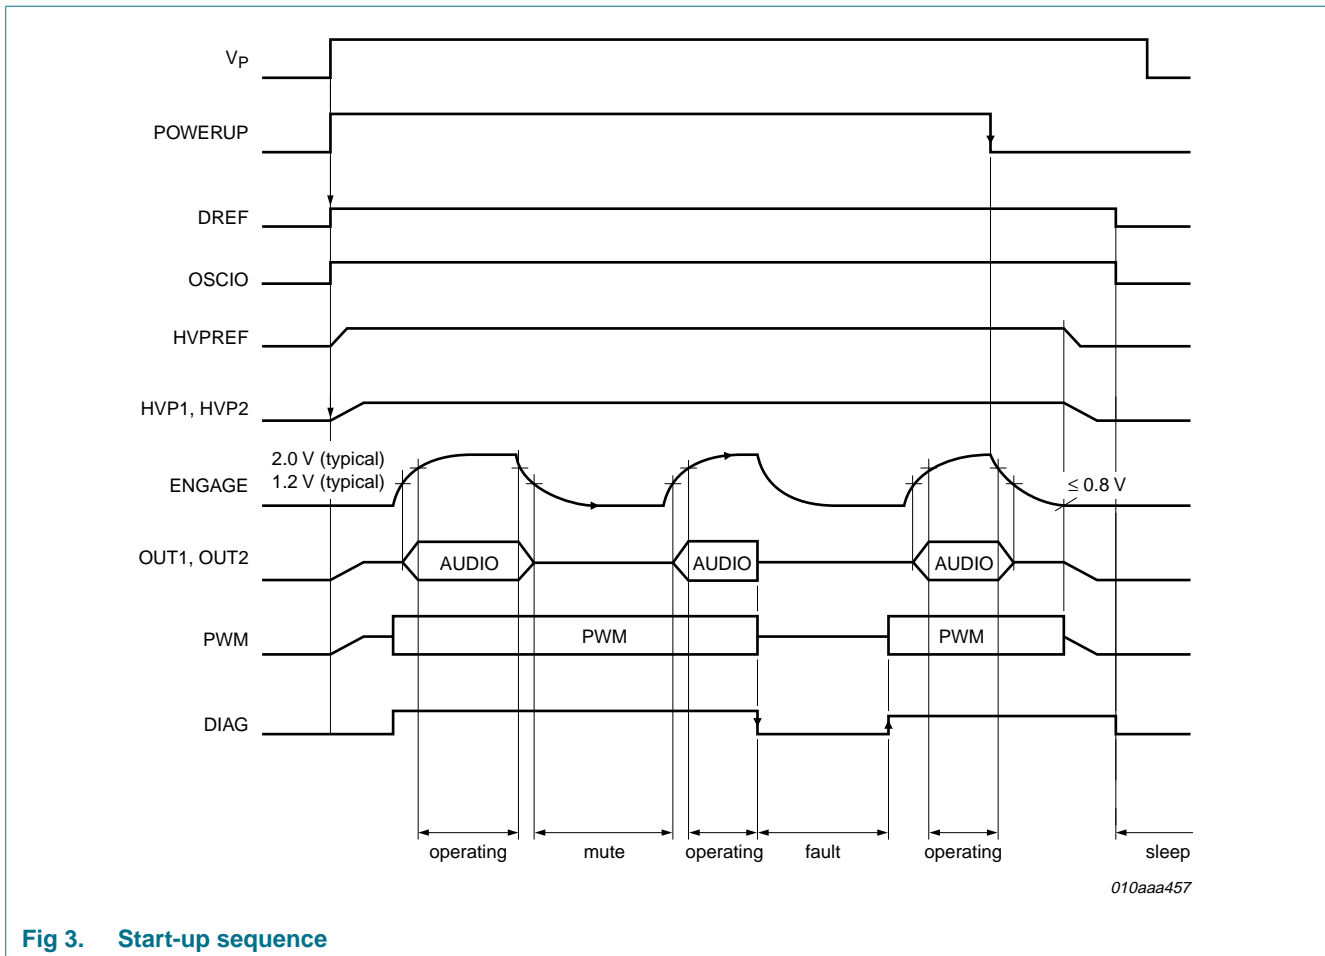 VP
POWERUP
DREF
OSCIO
HVPREF
HVP1, HVP2
2.0 V (typical)
1.2 V (typical)
ENGAGE
≤ 0.8 V
OUT1, OUT2
AUDIO
AUDIO
AUDIO
PWM
PWM
PWM
DIAG
operating
mute
operating
fault
operating
sleep
010aaa457
Fig 3. Start-up sequence